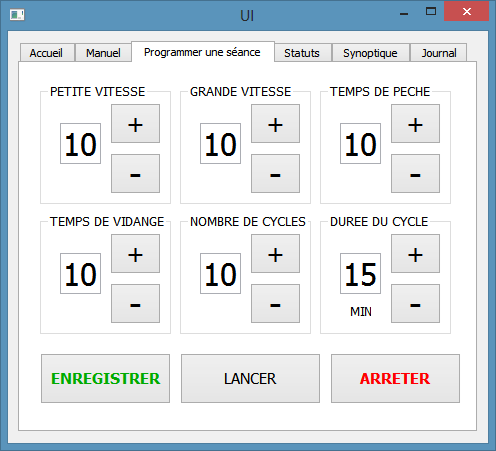 UI
Accueil Manuel Programmer une séance Statuts Synoptique Journal
PETITE VITESSE GRANDE VITESSE TEMPS DE PECHE
+ + +
10 10 10
- - -
TEMPS DE VIDANGE NOMBRE DE CYCLES DUREE DU CYCLE
+ + +
10 10 15
- - -
MIN
ENREGISTRER LANCER ARRETER